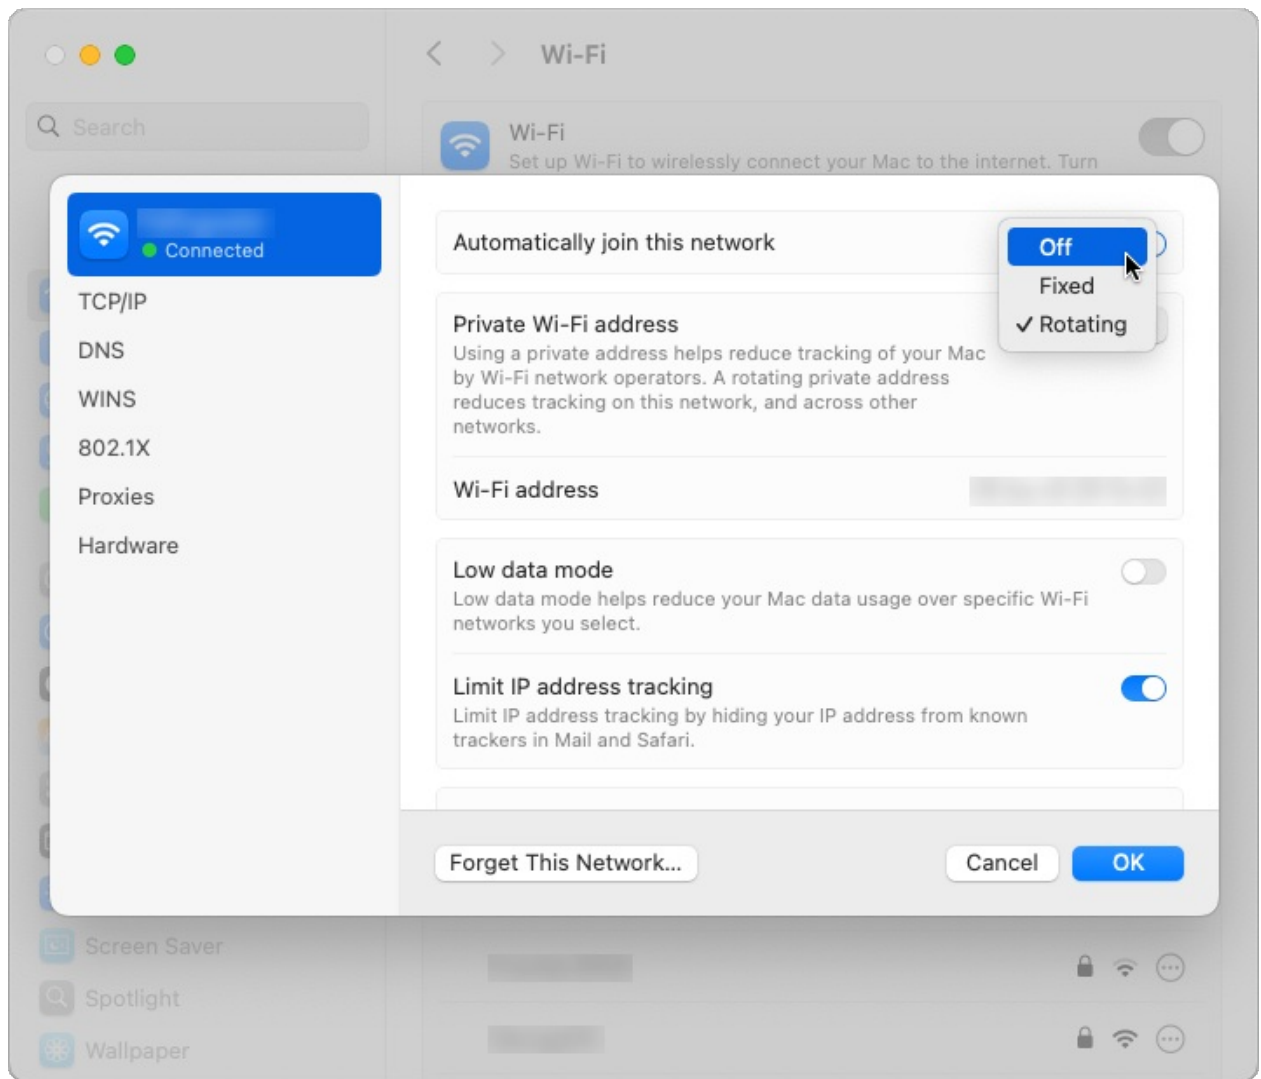 Wi-Fi
Search
Wi-Fi
Set up Wi-Fi to wirelessly connect your Mac to the internet. Turn
Connected
TCP/IP
DNS
WINS
802.1X
Proxies
Hardware
Automatically join this network
Off
Fixed
✓ Rotating
Private Wi-Fi address
Using a private address helps reduce tracking of your Mac
by Wi-Fi network operators. A rotating private address
reduces tracking on this network, and across other
networks.
Wi-Fi address
Low data mode
Low data mode helps reduce your Mac data usage over specific Wi-Fi
networks you select.
Limit IP address tracking
Limit IP address tracking by hiding your IP address from known
trackers in Mail and Safari.
Forget This Network...
Cancel
OK
Screen Saver
Spotlight
Wallpaper